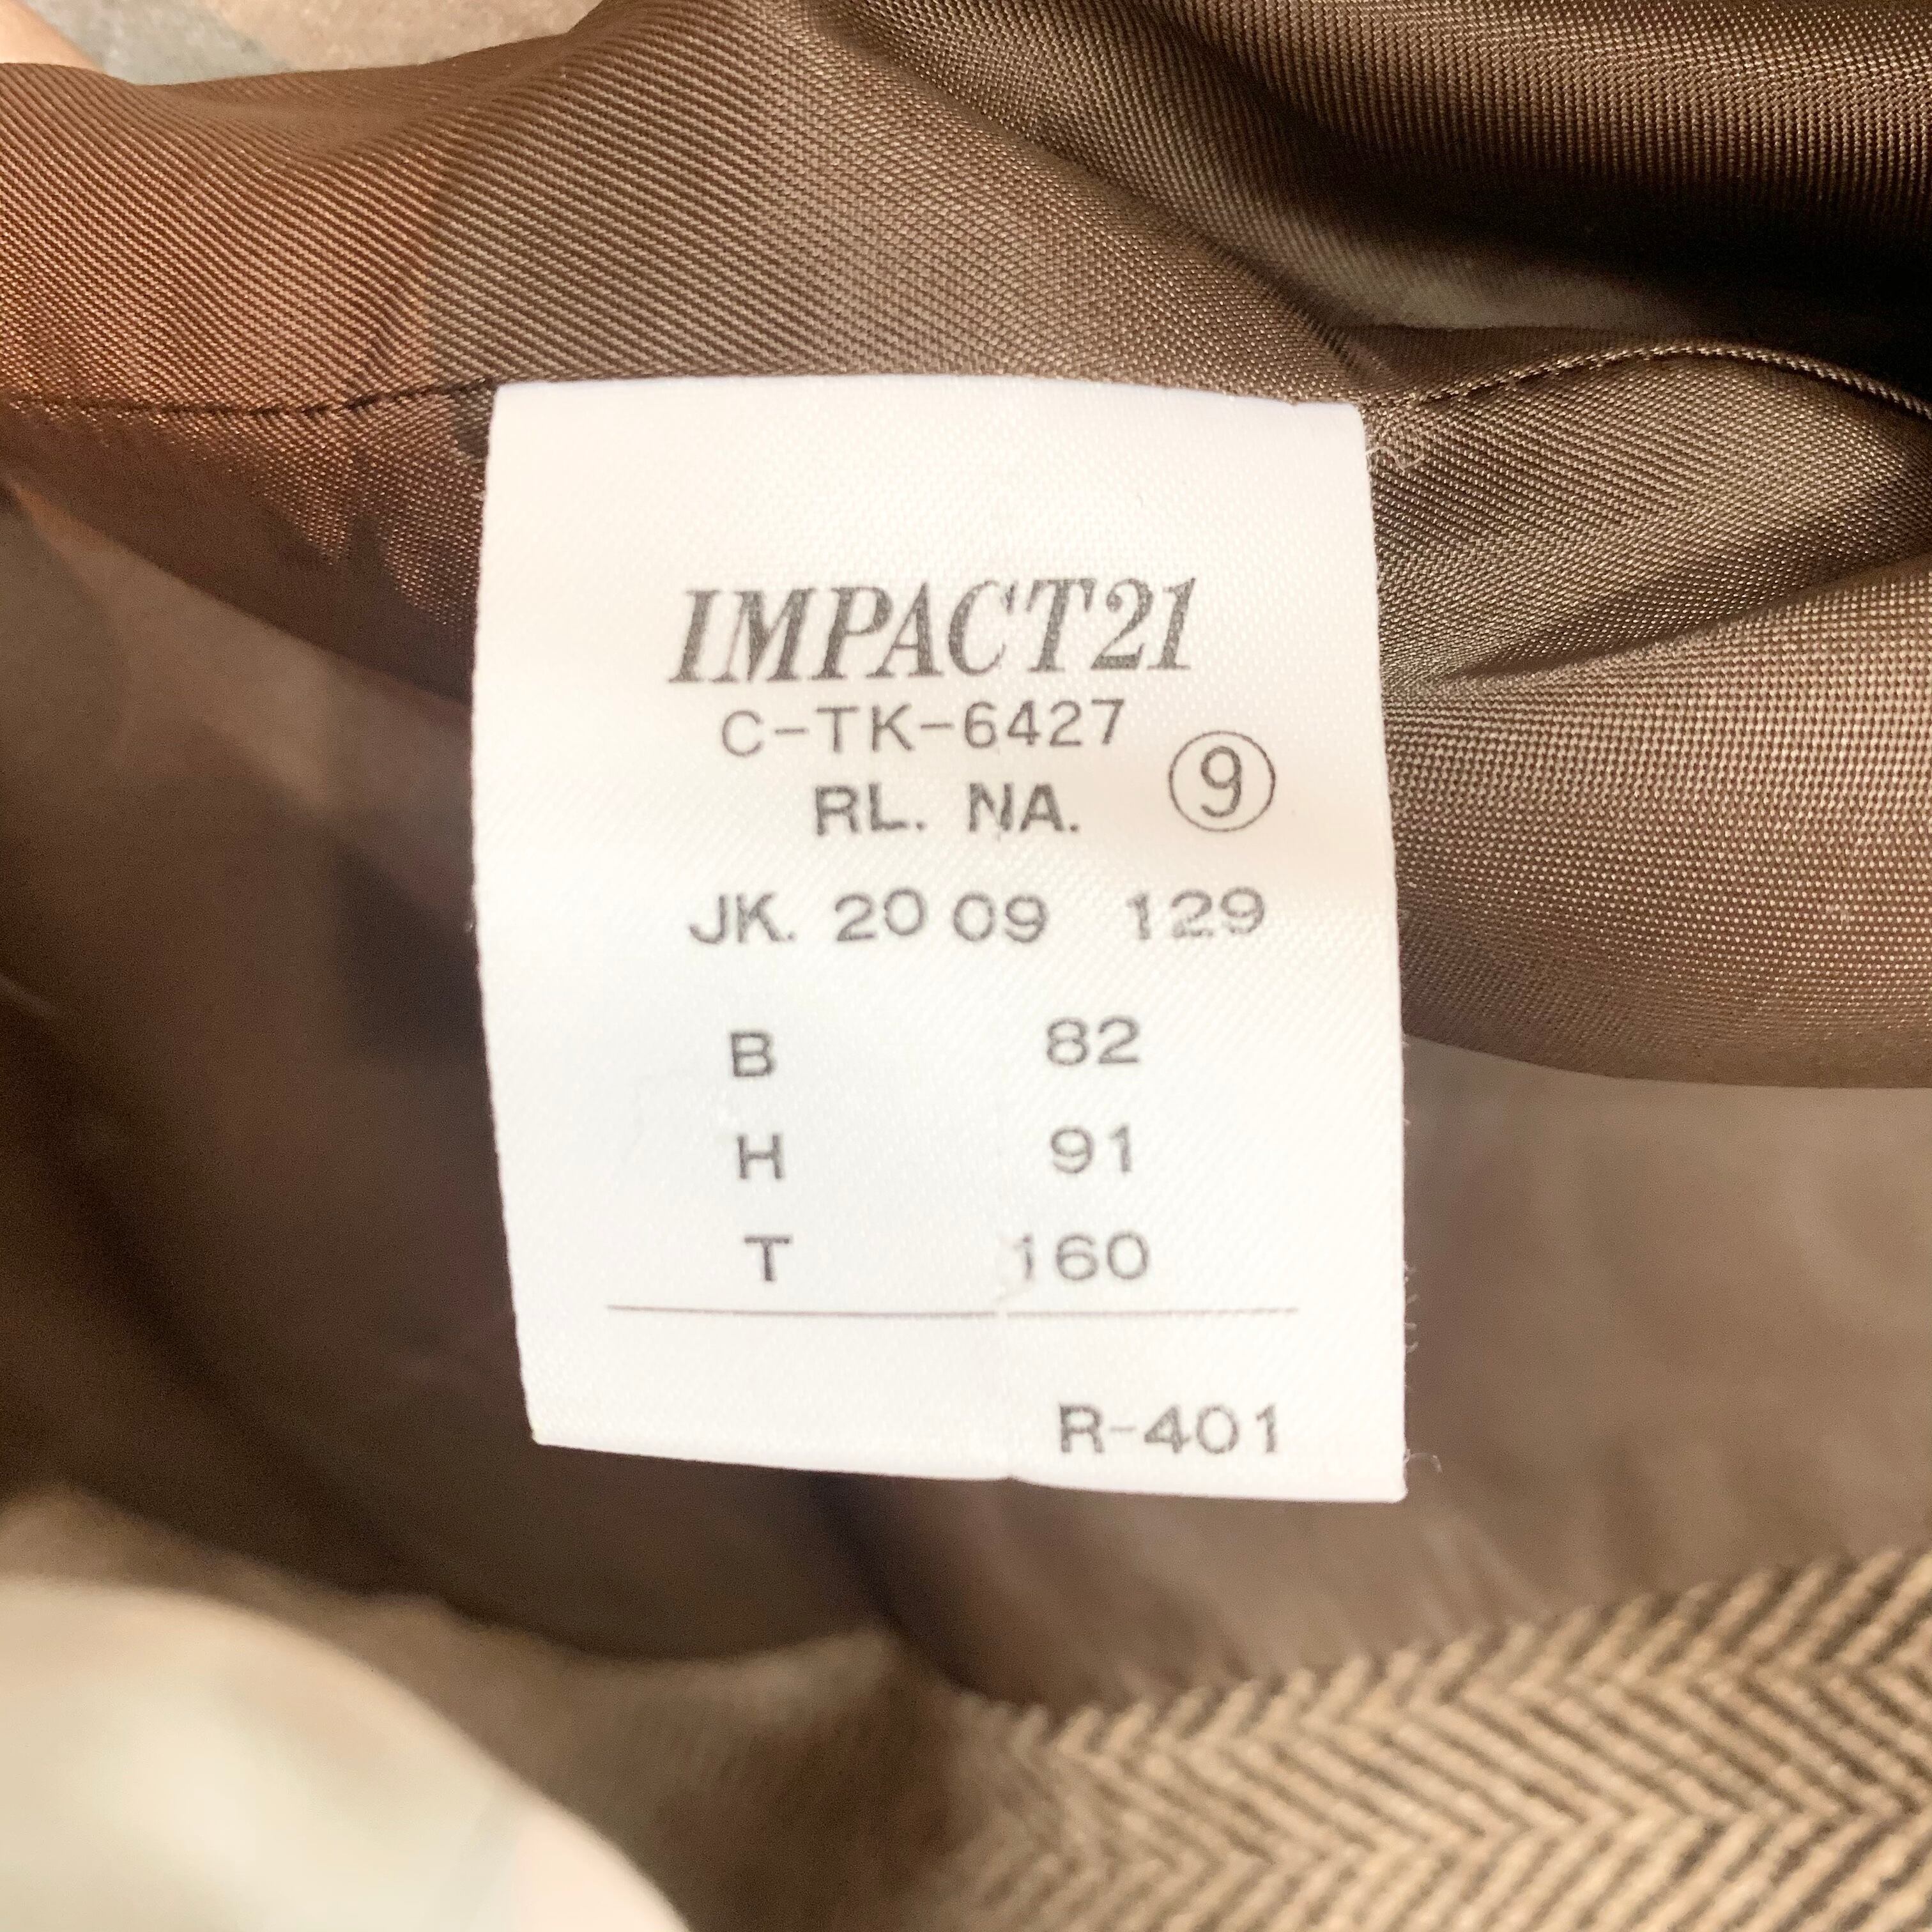 IMPACT21
C-TK-6427
RL. NA. ⑨
JK. 20 09 129
B 82
H 91
T 160
R-401